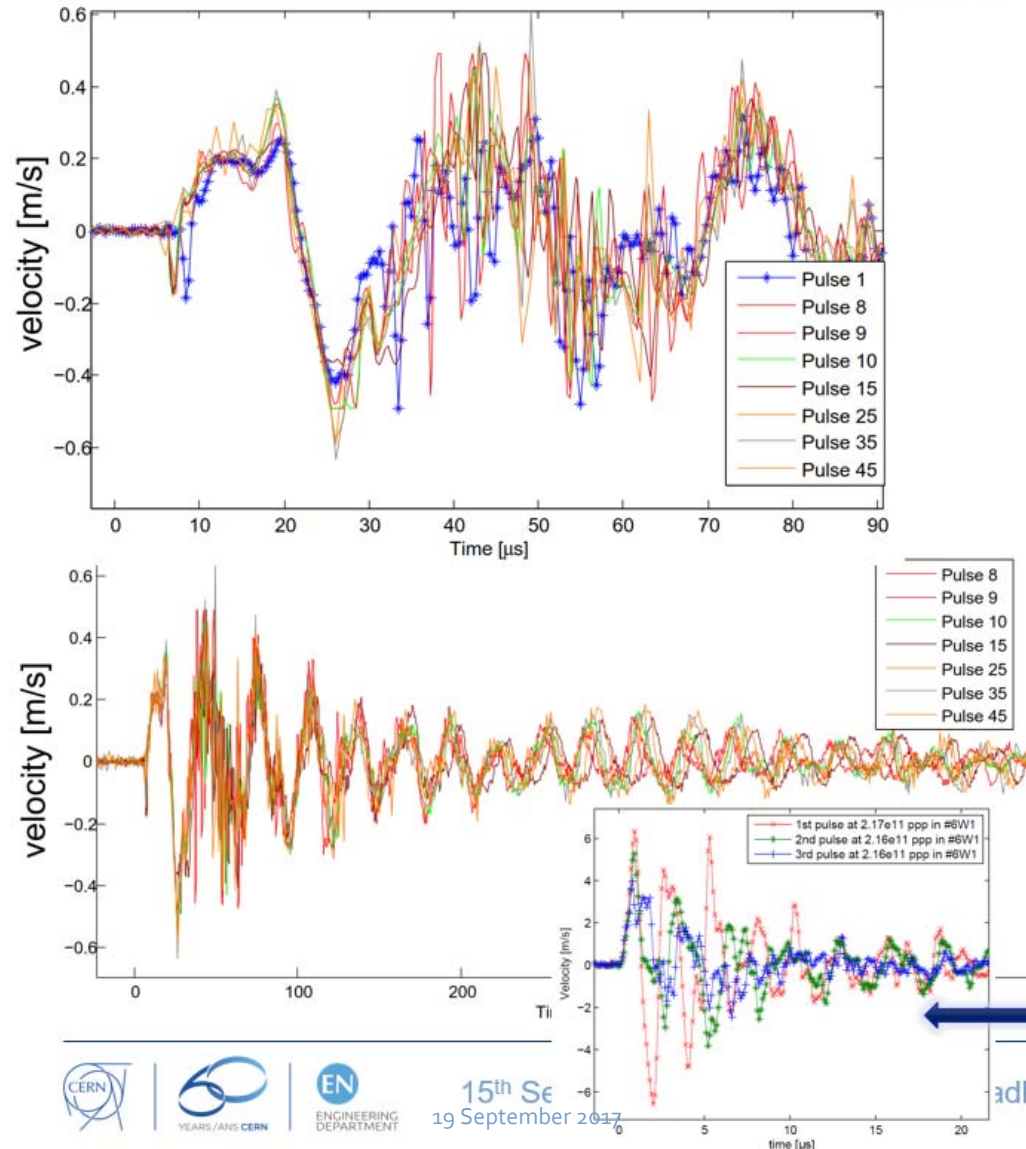 velocity [m/s]
0.6
0.4
0.2
0
−0.2
−0.4
−0.6
0 10 20 30 40 50 60 70 80 90
Time [µs]
Pulse 1
Pulse 8
Pulse 9
Pulse 10
Pulse 15
Pulse 25
Pulse 35
Pulse 45
velocity [m/s]
0.6
0.4
0.2
0
−0.2
−0.4
−0.6
0 100 200
Pulse 8
Pulse 9
Pulse 10
Pulse 15
Pulse 25
Pulse 35
Pulse 45
Velocity [m/s]
6
4
2
0
−2
−4
−6
0 5 10 15 20
time [µs]
1st pulse at 2.17e11 ppp in #6W1
2nd pulse at 2.16e11 ppp in #6W1
3rd pulse at 2.16e11 ppp in #6W1
CERN
60
YEARS/ANS CERN
EN
ENGINEERING
DEPARTMENT
15th Se
19 September 2017